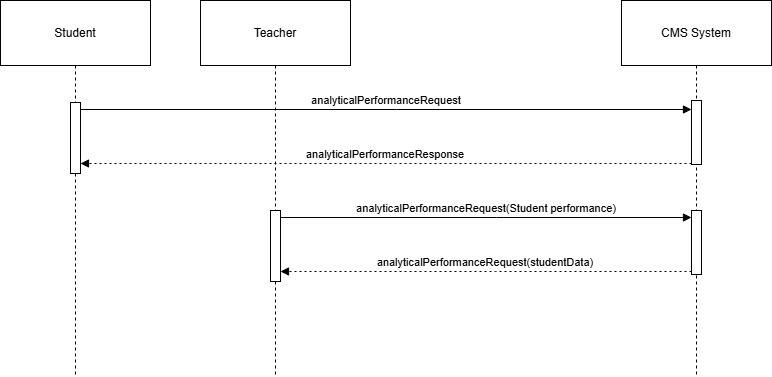 Student
Teacher
CMS System
analyticalPerformanceRequest
analyticalPerformanceResponse
analyticalPerformanceRequest(Student performance)
analyticalPerformanceRequest(studentData)